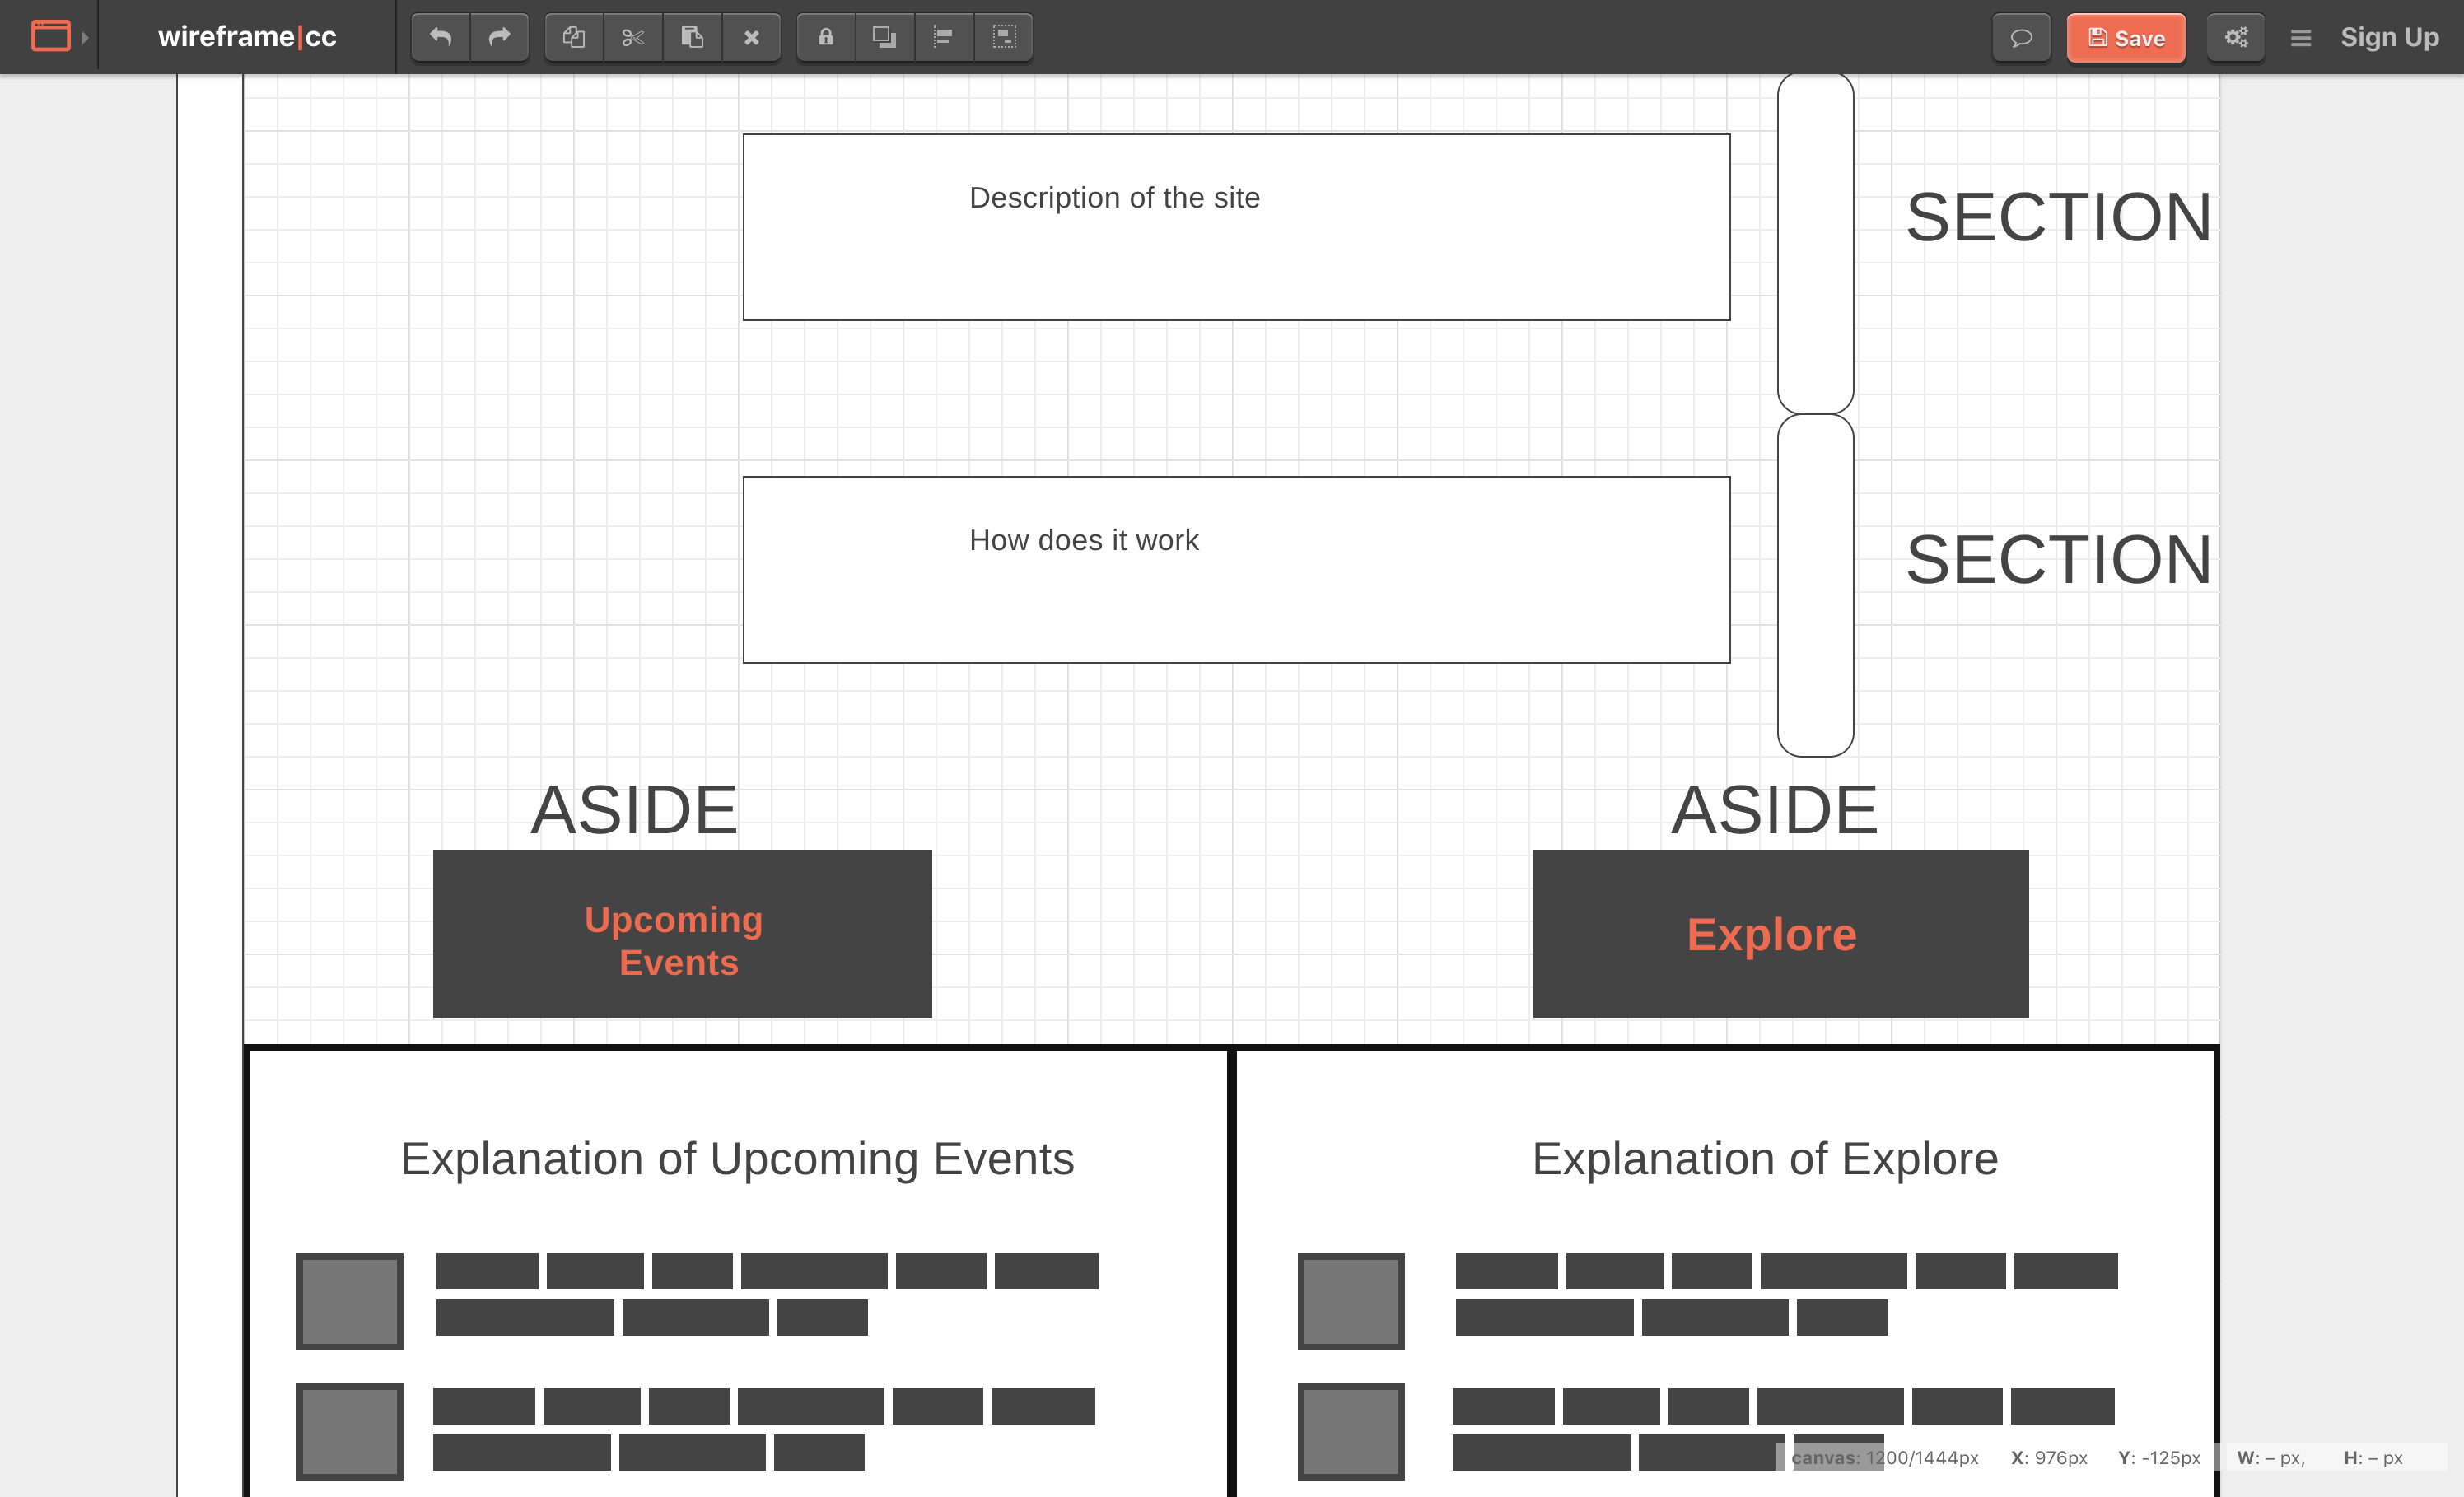 wireframe|cc
Save
Sign Up
Description of the site
SECTION
How does it work
SECTION
ASIDE
ASIDE
Upcoming
Events
Explore
Explanation of Upcoming Events
Explanation of Explore
canvas: 1200/1444px X: 976px Y: -125px W: – px, H: – px